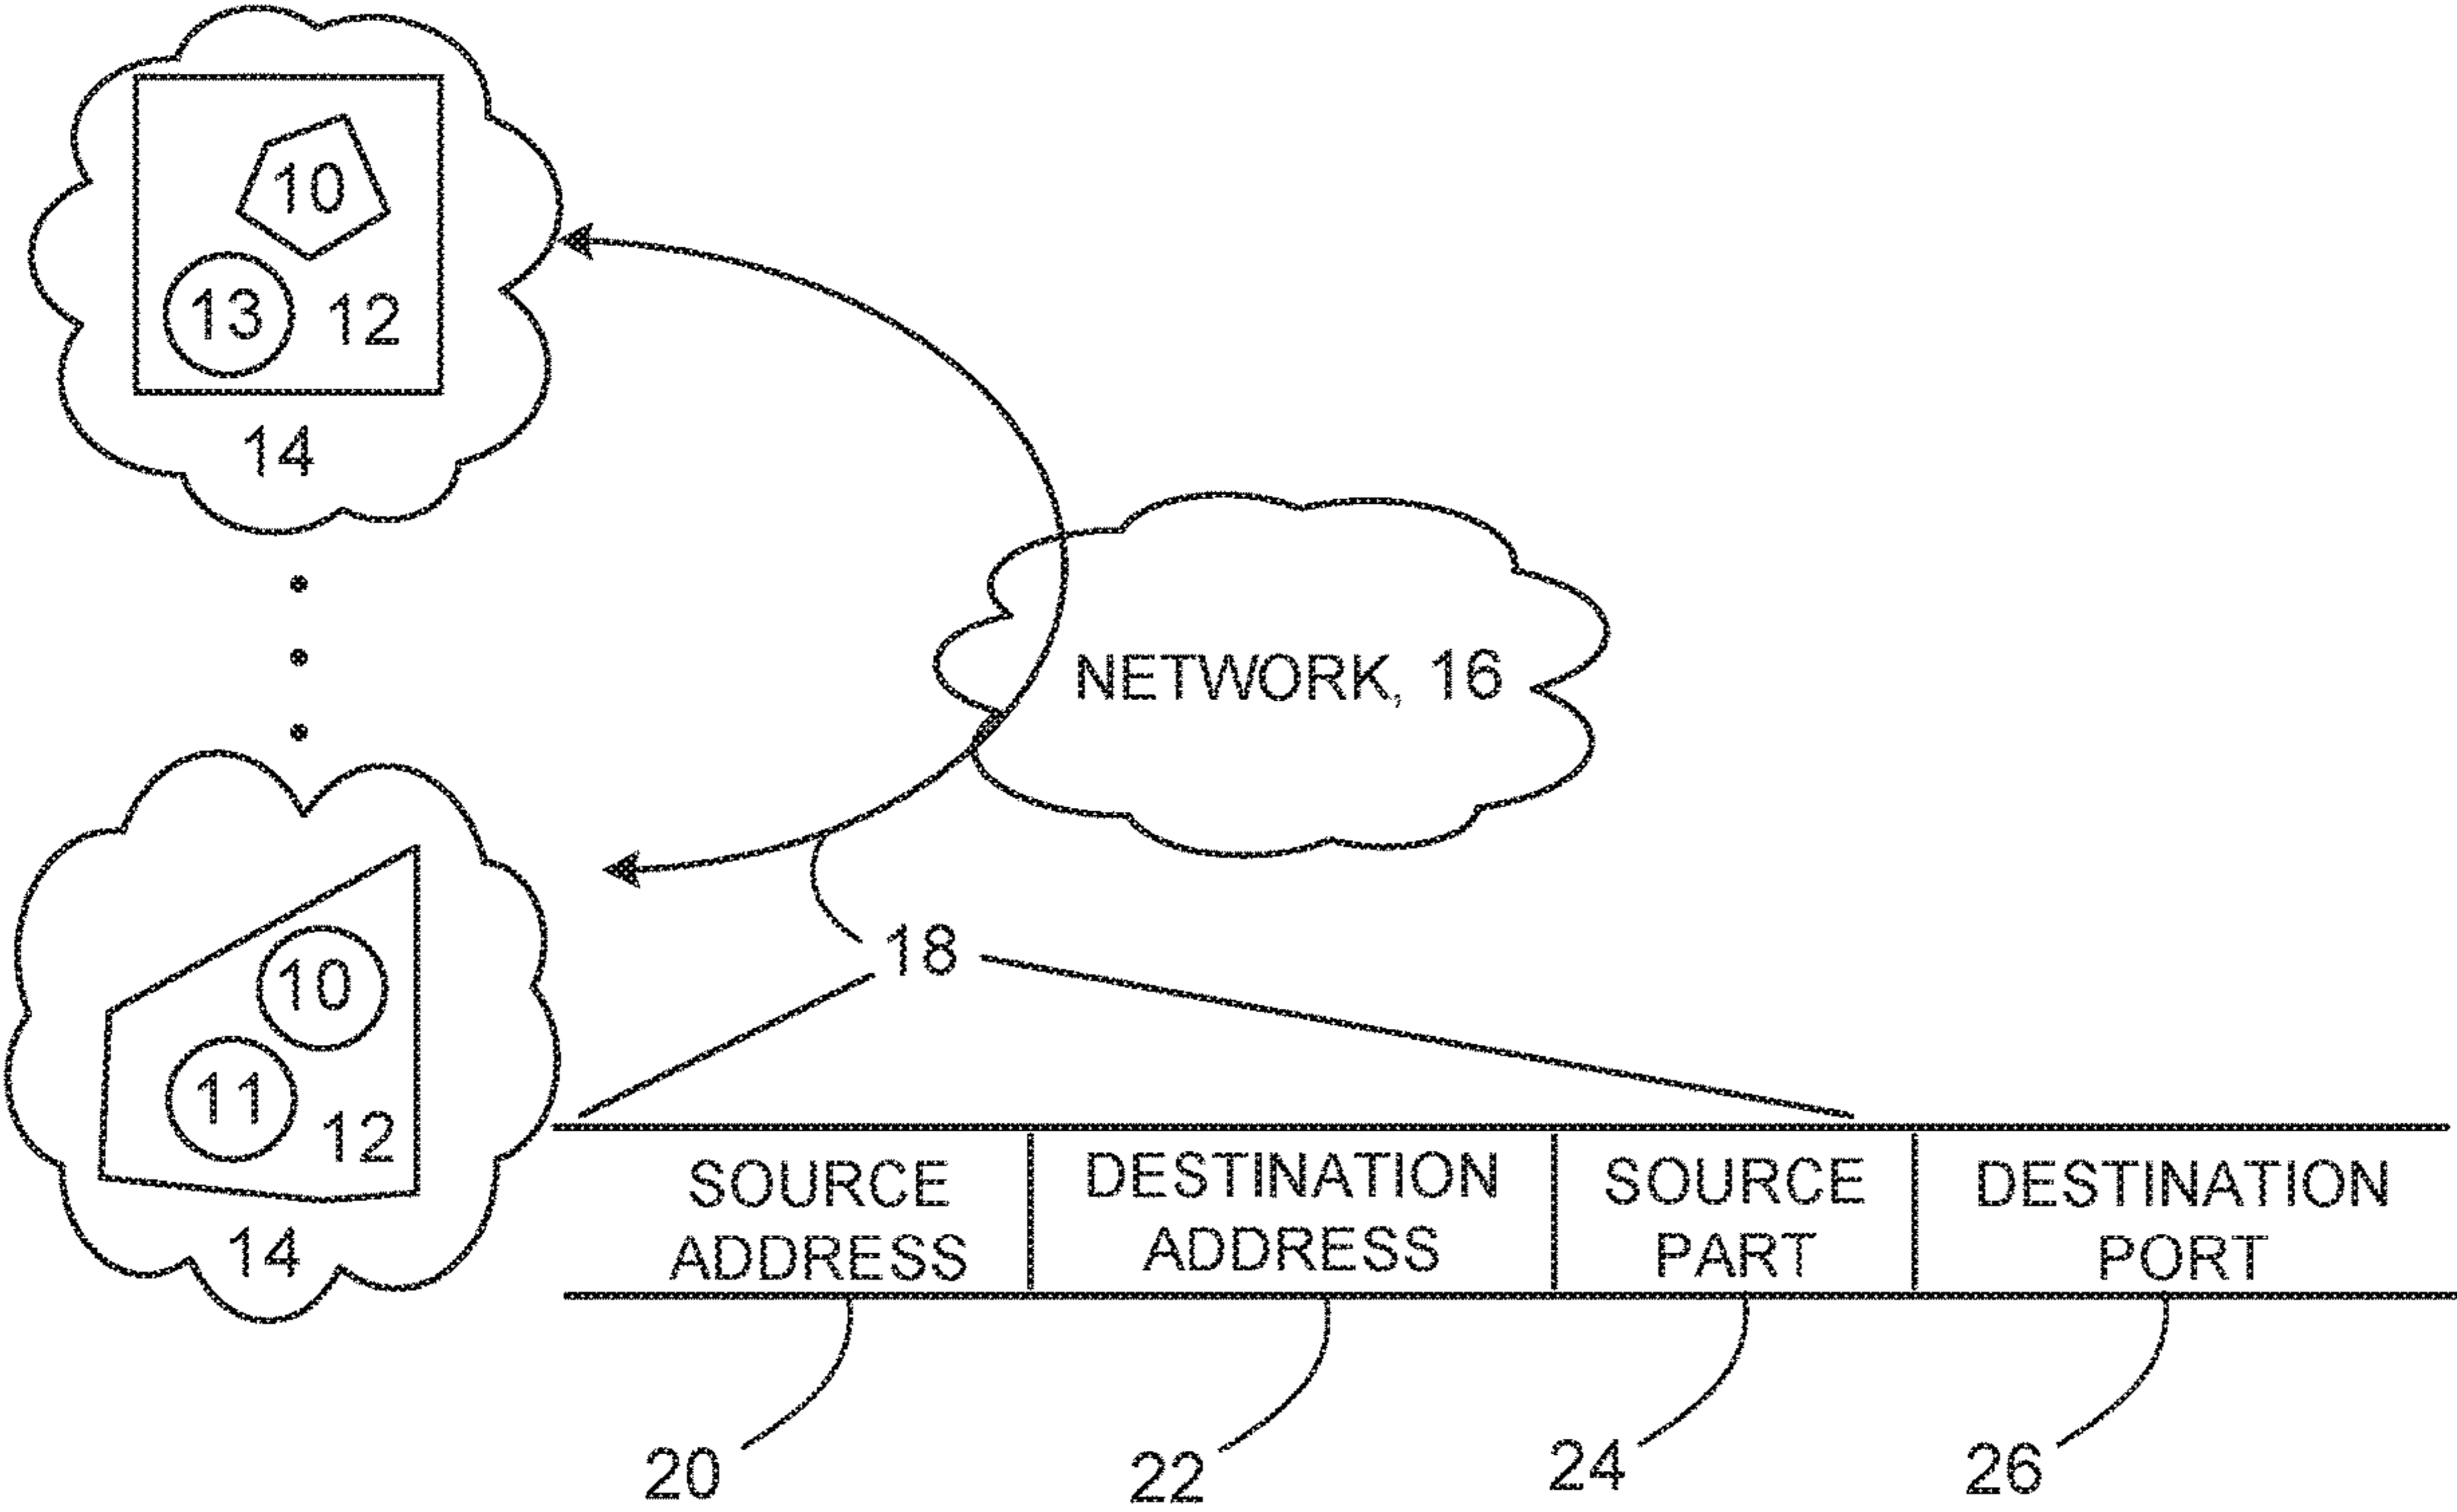 10
13 12
14
NETWORK, 16
18
10
11
12
14
SOURCE ADDRESS
DESTINATION ADDRESS
SOURCE PART
DESTINATION PORT
20
22
24
26